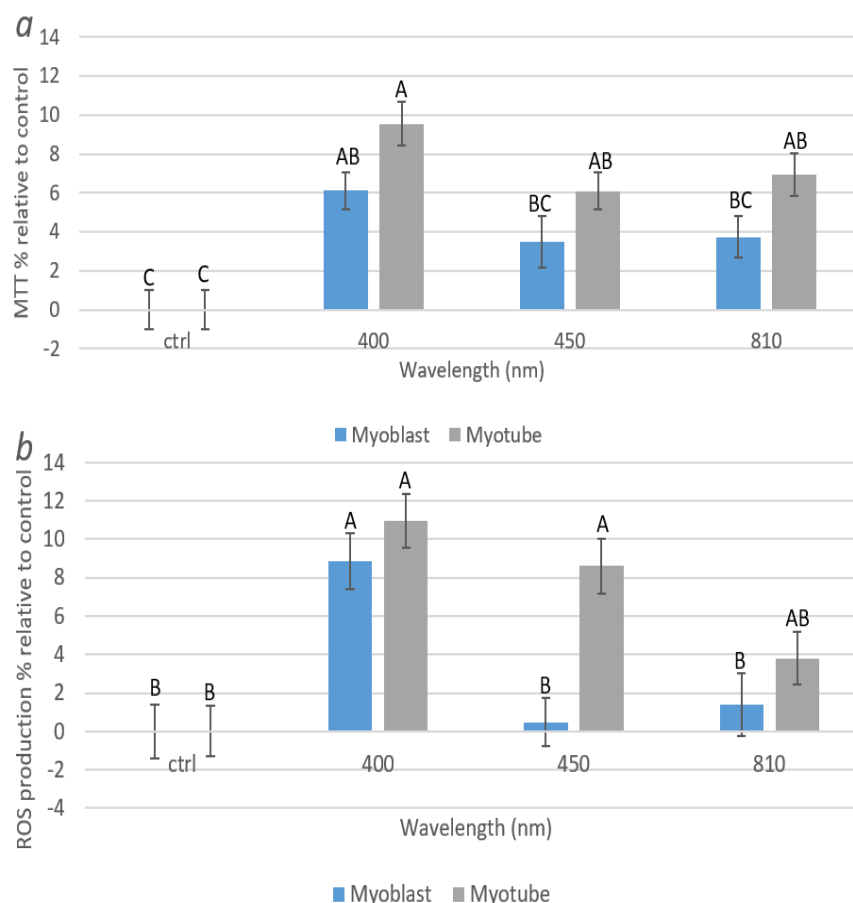 a
MTT % relative to control
14
12
10
8
6
4
2
0
-2
C C AB A BC AB BC AB
ctrl 400 450 810
Wavelength (nm)
Myoblast Myotube
b
ROS production % relative to control
14
12
10
8
6
4
2
0
-2
-4
B B A A B A B AB
ctrl 400 450 810
Wavelength (nm)
Myoblast Myotube